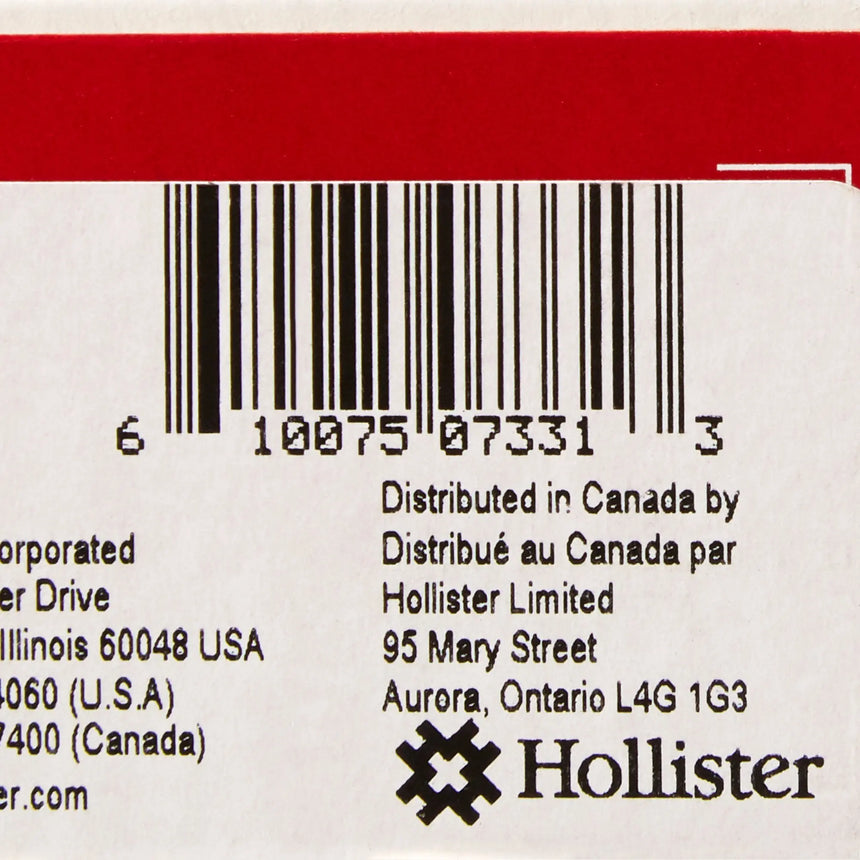 6 10075 07331 3
orporated
er Drive
Illinois 60048 USA
4060 (U.S.A)
7400 (Canada)
er.com
Distributed in Canada by
Distribué au Canada par
Hollister Limited
95 Mary Street
Aurora, Ontario L4G 1G3
Hollister